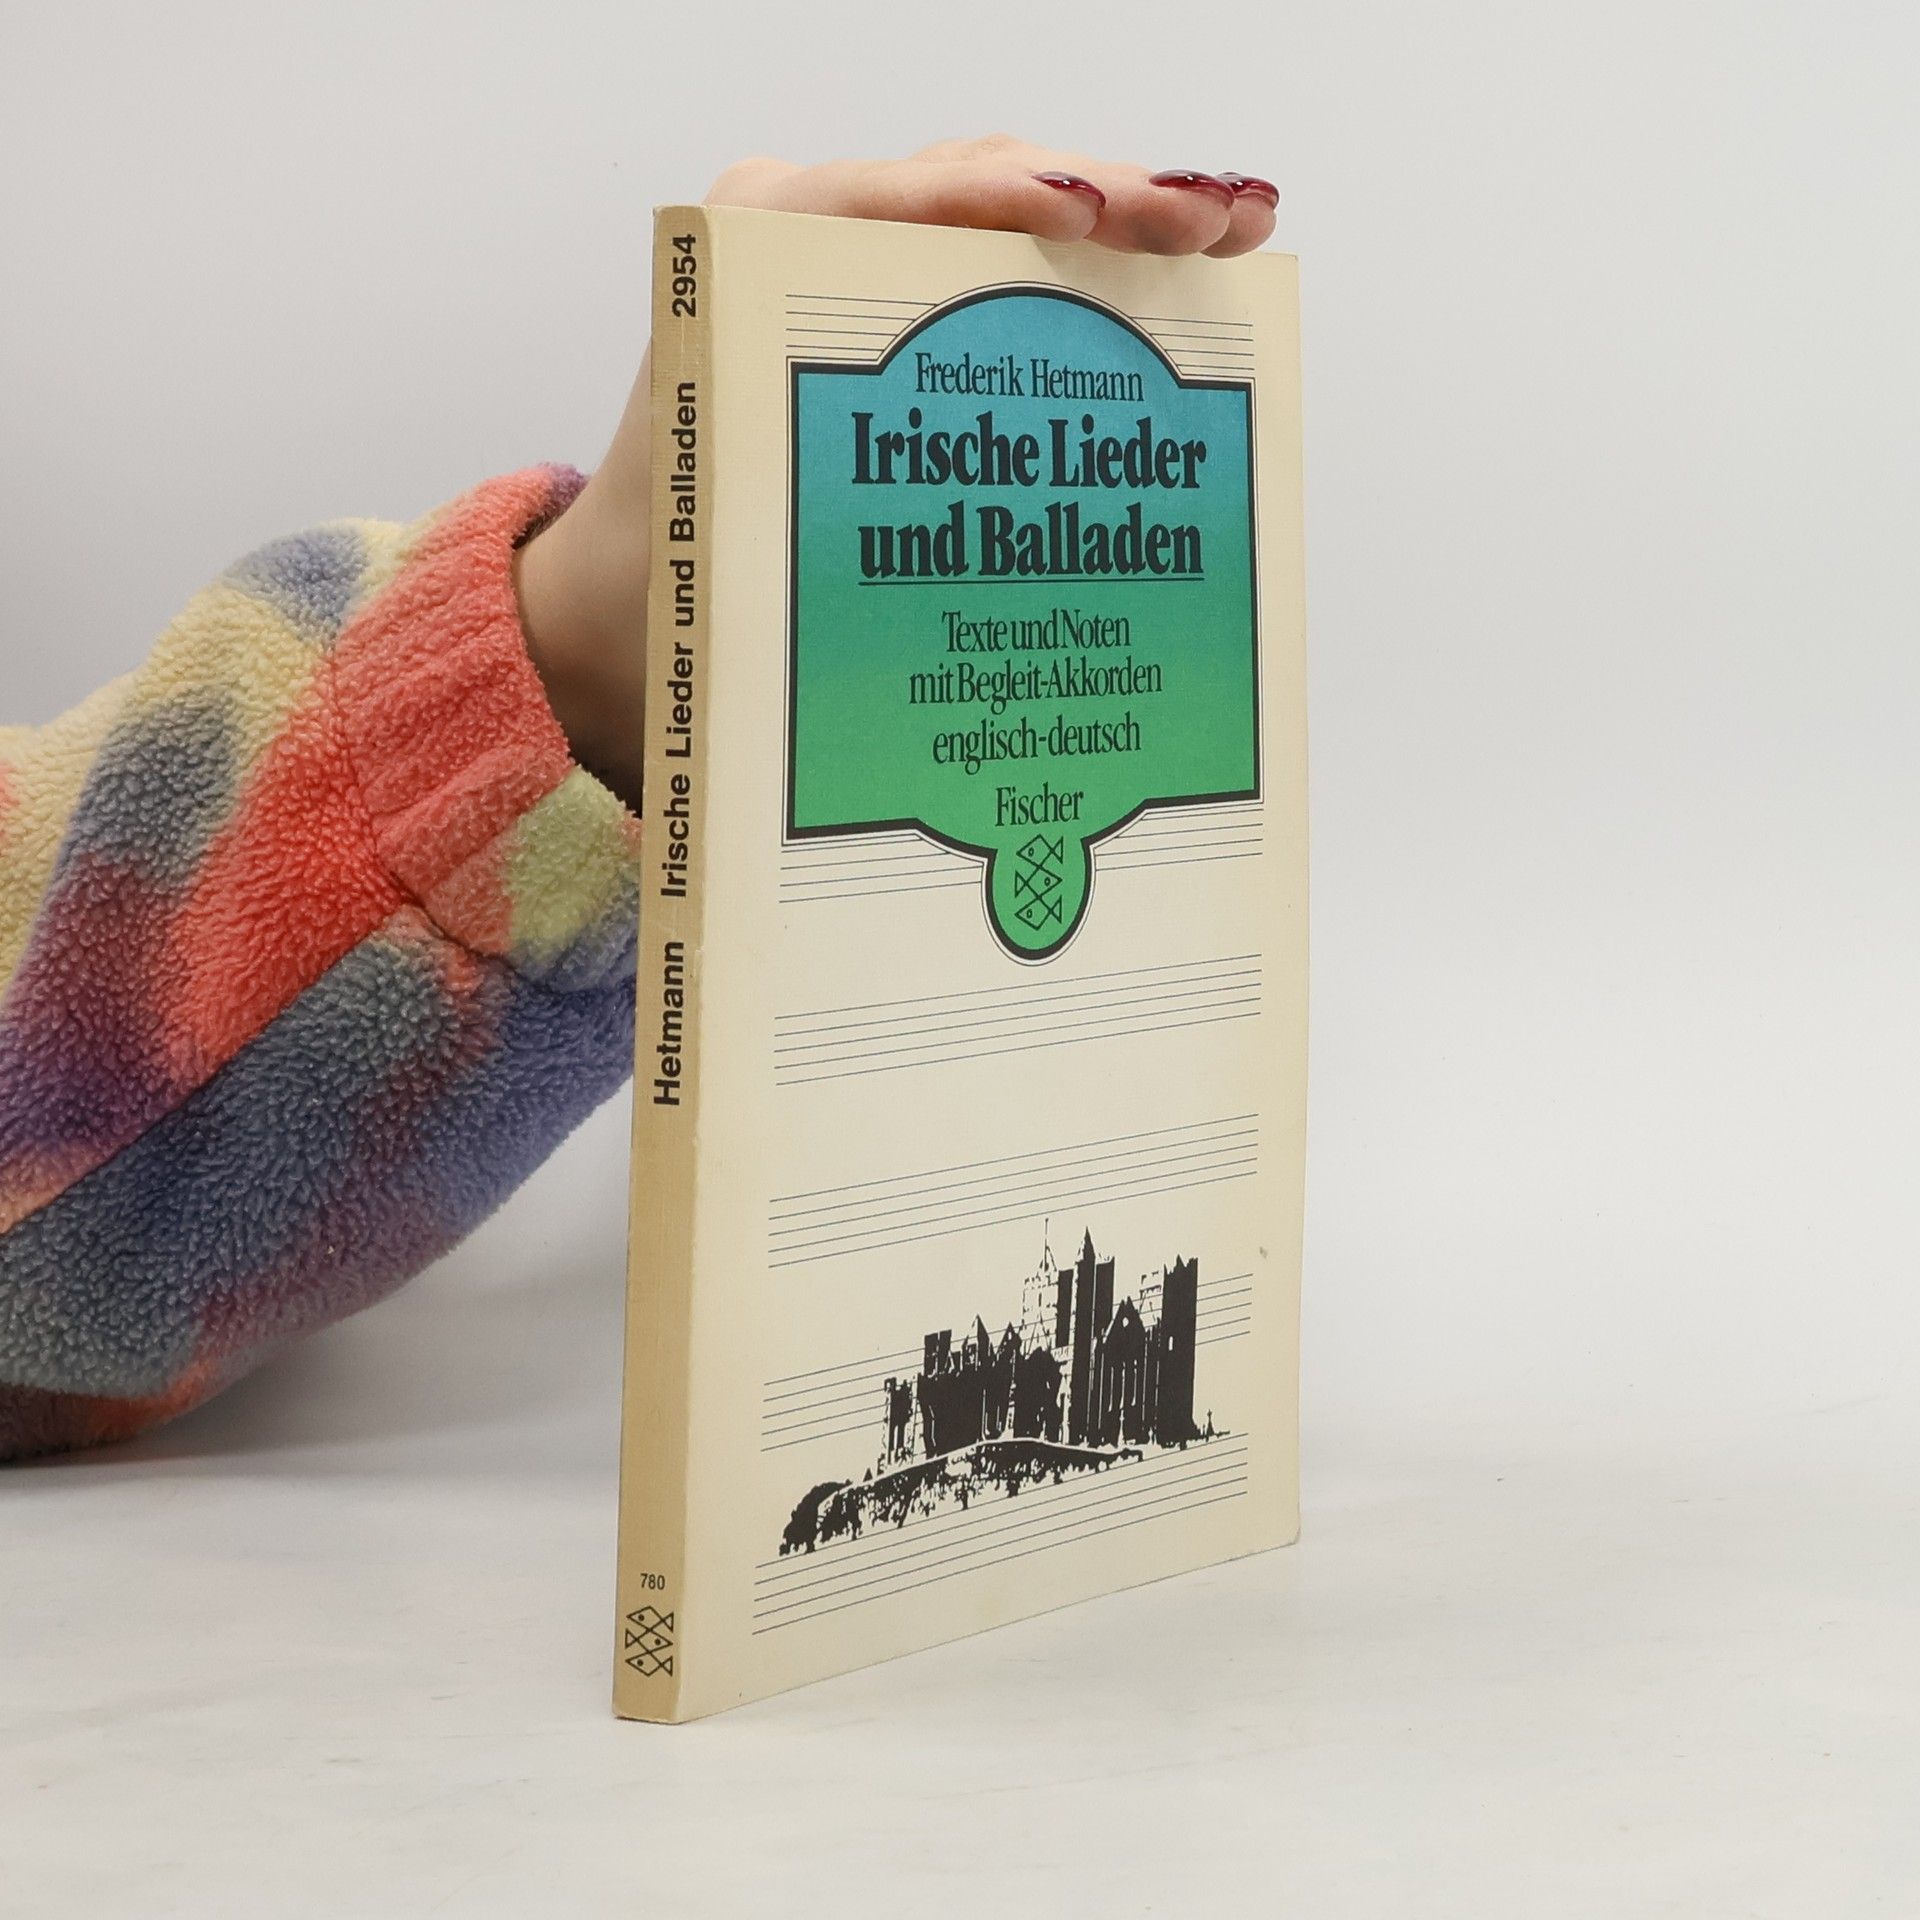 Hetmann Irische Lieder und Balladen 2954
780
Frederik Hetmann
Irische Lieder
und Balladen
Texte und Noten
mit Begleit-Akkorden
englisch-deutsch
Fischer